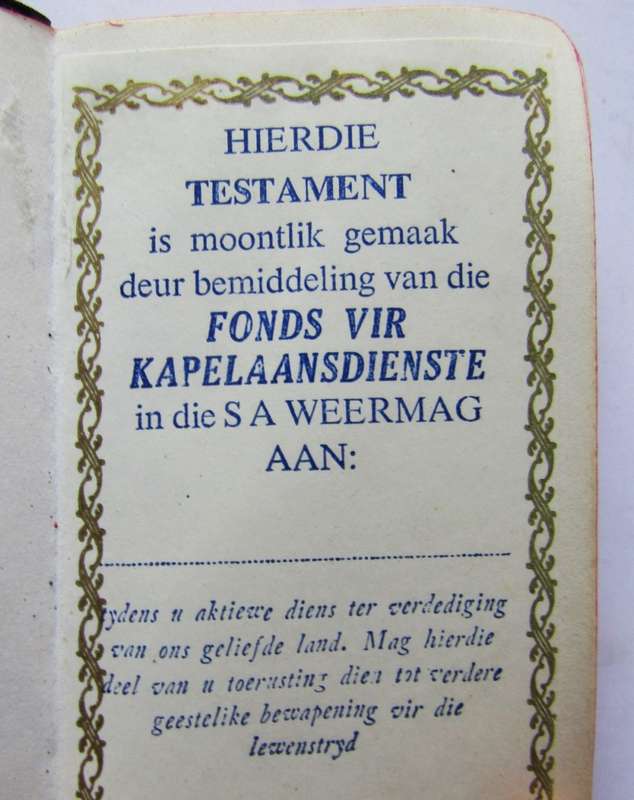 HIERDIE
TESTAMENT
is moontlik gemaak
deur bemiddeling van die
FONDS VIR
KAPELAANSDIENSTE
in die S A WEERMAG
AAN:
tydens u aktiewe diens ter verdediging
van ons geliefde land. Mag hierdie
deel van u toerusting dien tot verdere
geestelike bewapening vir die
lewenstryd